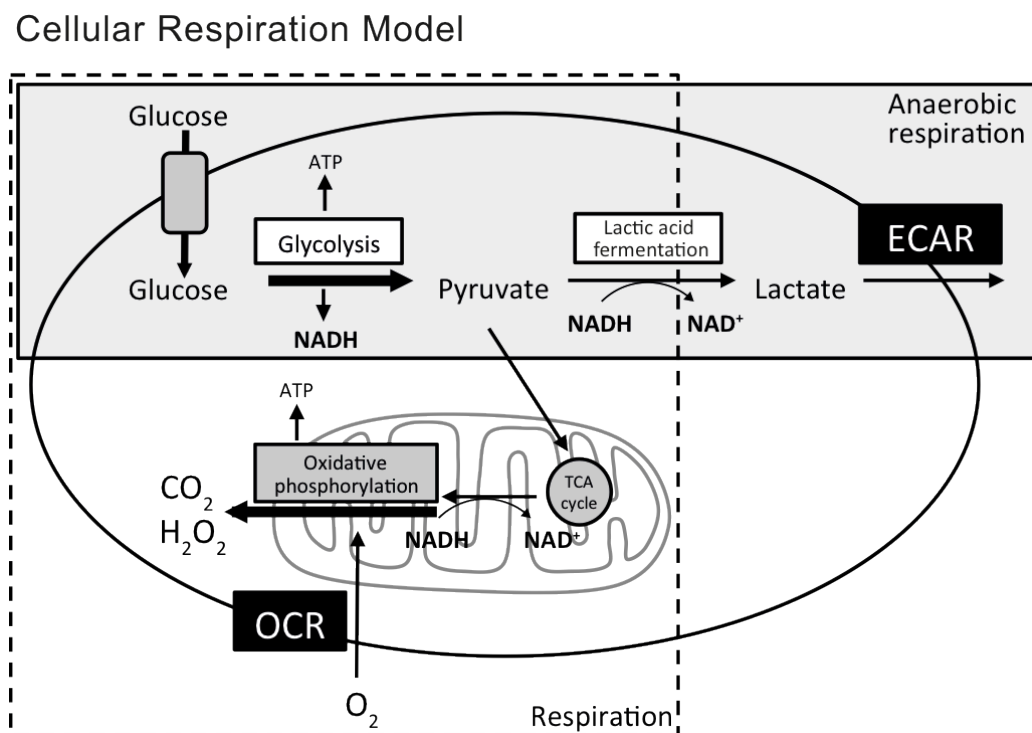 Cellular Respiration Model
Anaerobic
respiration
Glucose
ATP
Glycolysis
Lactic acid
fermentation
ECAR
Glucose
Pyruvate
Lactate
NADH
NADH
NAD⁺
ATP
Oxidative
phosphorylation
TCA
cycle
CO₂
H₂O₂
NADH
NAD⁺
OCR
O₂
Respiration